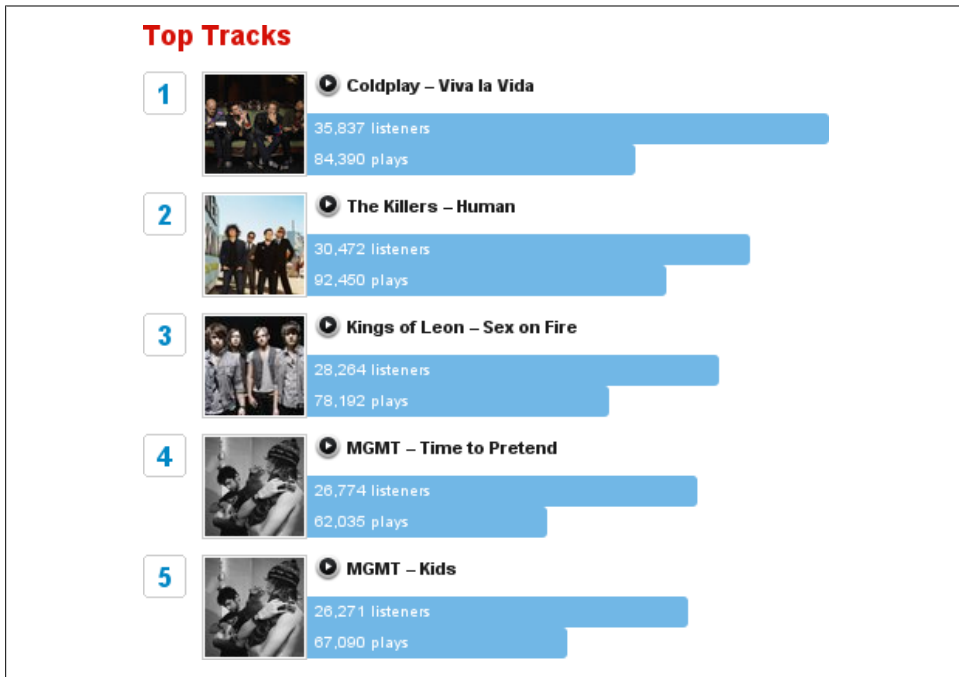 Top Tracks
1
Coldplay – Viva la Vida
35,837 listeners
84,390 plays
2
The Killers – Human
30,472 listeners
92,450 plays
3
Kings of Leon – Sex on Fire
28,264 listeners
78,192 plays
4
MGMT – Time to Pretend
26,774 listeners
62,035 plays
5
MGMT – Kids
26,271 listeners
67,090 plays